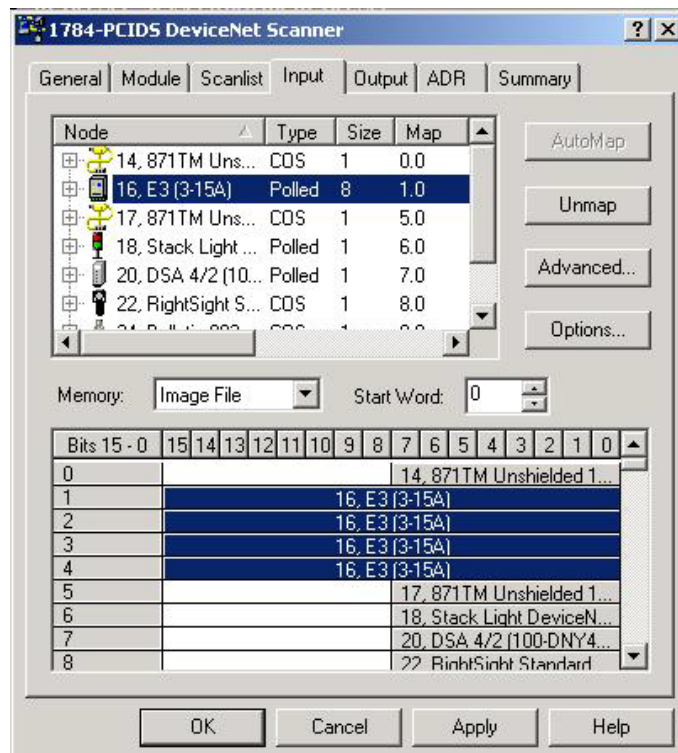 1784-PCIDS DeviceNet Scanner
General Module Scanlist Input Output ADR Summary
Node Type Size Map
14, 871TM Uns... COS 1 0.0
16, E3 (3-15A) Polled 8 1.0
17, 871TM Uns... COS 1 5.0
18, Stack Light ... Polled 1 6.0
20, DSA 4/2 (10... Polled 1 7.0
22, RightSight S... COS 1 8.0
AutoMap
Unmap
Advanced...
Options...
Memory: Image File Start Word: 0
Bits 15 - 0 15 14 13 12 11 10 9 8 7 6 5 4 3 2 1 0
0 14, 871TM Unshielded 1...
1 16, E3 (3-15A)
2 16, E3 (3-15A)
3 16, E3 (3-15A)
4 16, E3 (3-15A)
5 17, 871TM Unshielded 1...
6 18, Stack Light DeviceN...
7 20, DSA 4/2 (100-DNY4...
8 22, RightSight Standard
OK Cancel Apply Help